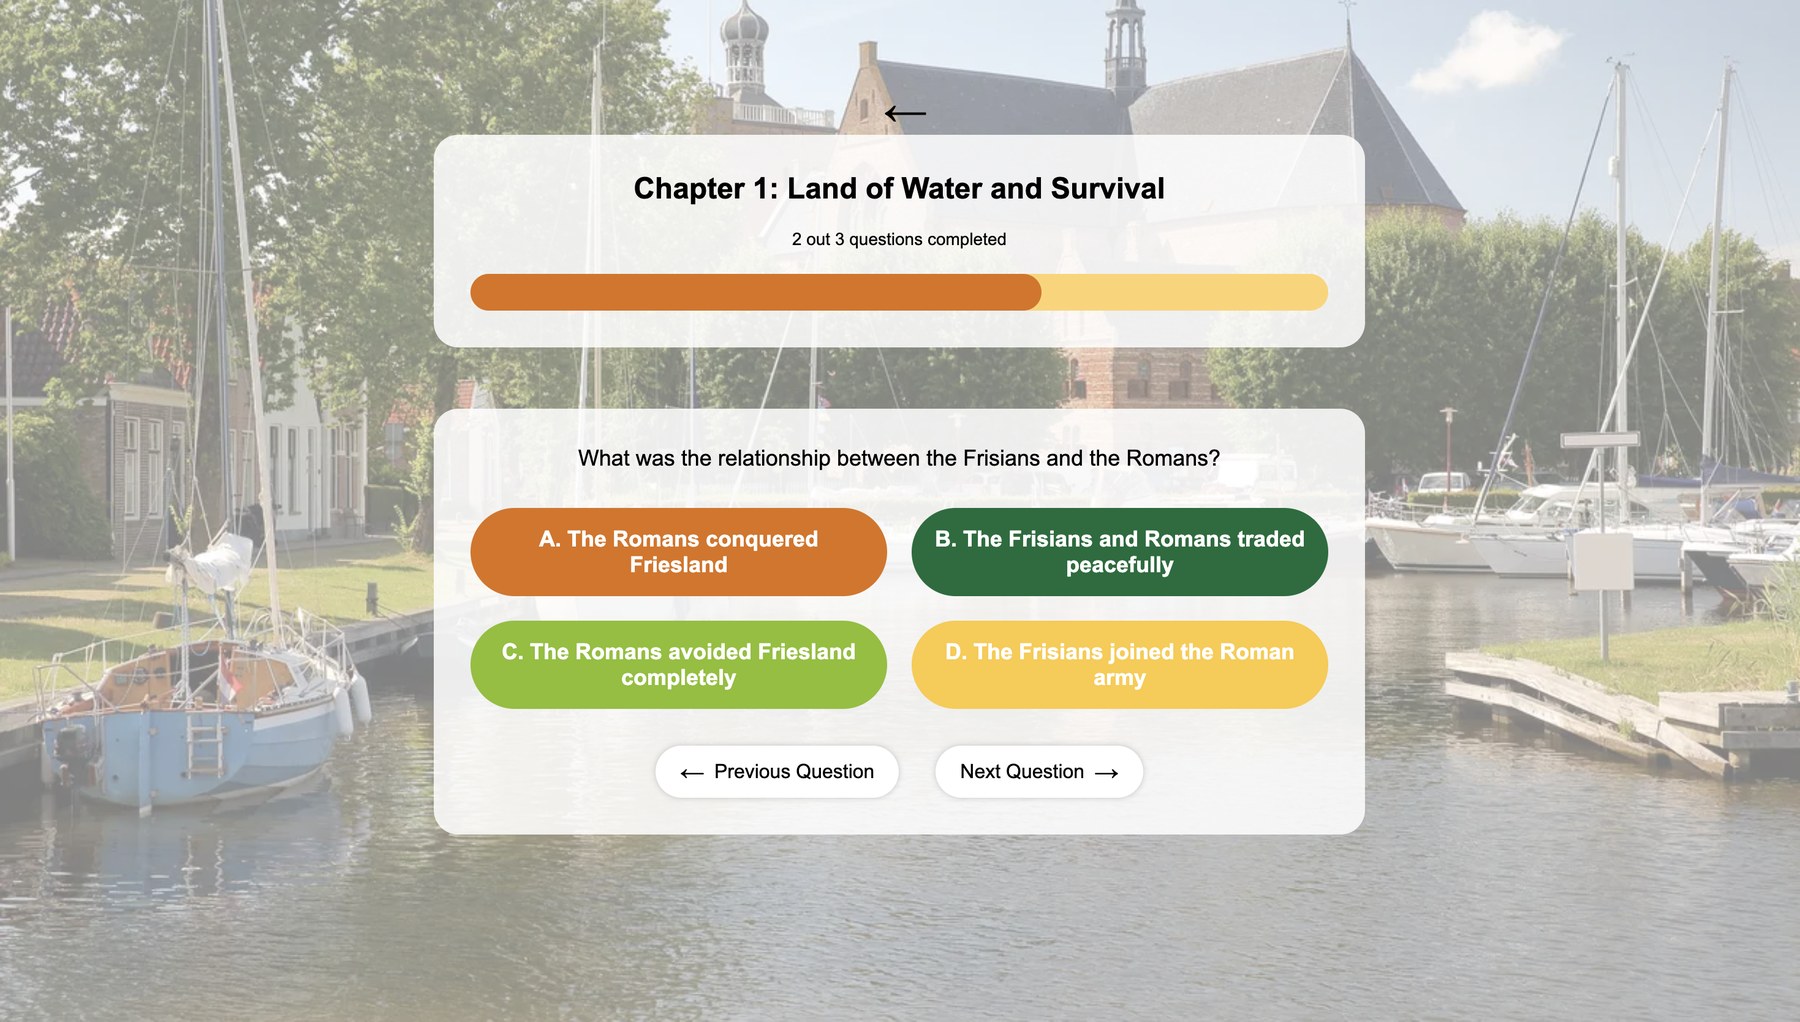 Chapter 1: Land of Water and Survival
2 out 3 questions completed
What was the relationship between the Frisians and the Romans?
A. The Romans conquered
Friesland
B. The Frisians and Romans traded
peacefully
C. The Romans avoided Friesland
completely
D. The Frisians joined the Roman
army
← Previous Question
Next Question →